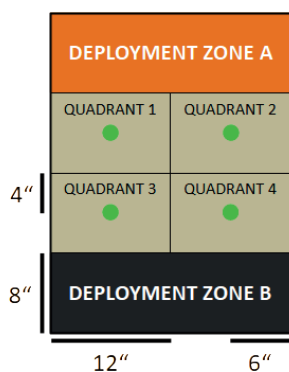 DEPLOYMENT ZONE A
QUADRANT 1 QUADRANT 2
4“ QUADRANT 3 QUADRANT 4
8“ DEPLOYMENT ZONE B
12“ 6“